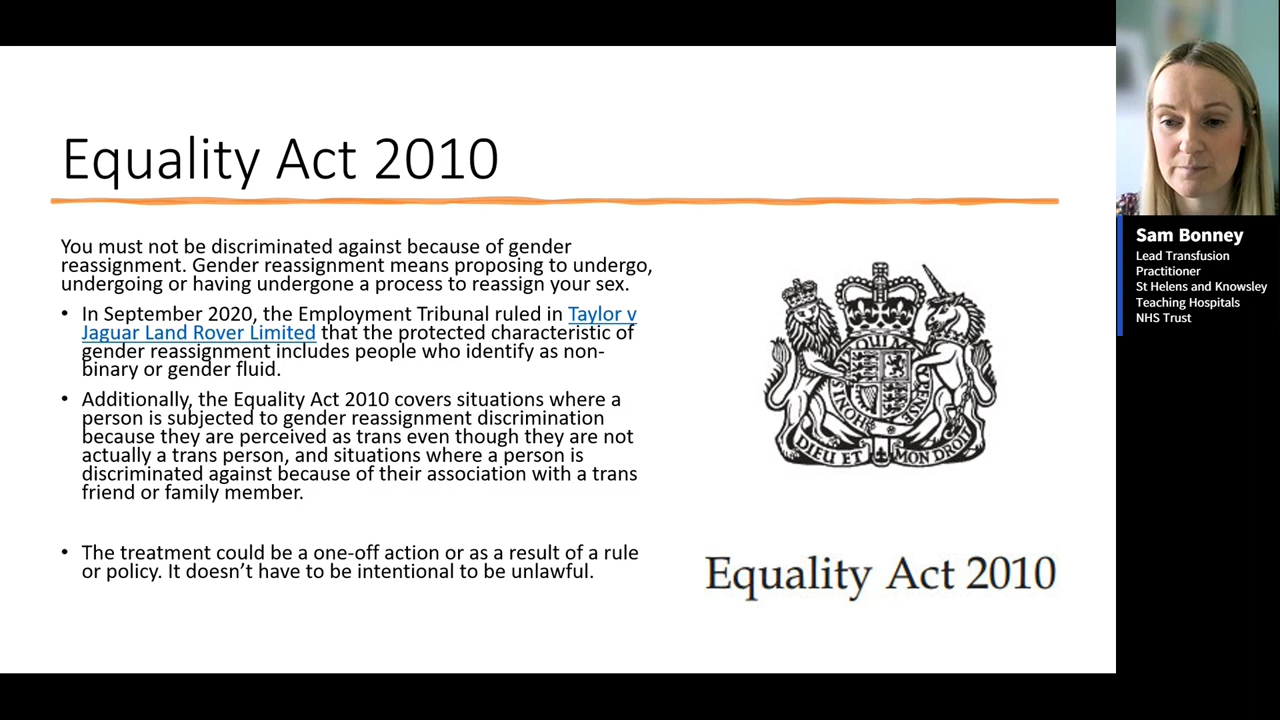 Equality Act 2010
You must not be discriminated against because of gender
reassignment. Gender reassignment means proposing to undergo,
undergoing or having undergone a process to reassign your sex.
• In September 2020, the Employment Tribunal ruled in Taylor v
Jaguar Land Rover Limited that the protected characteristic of
gender reassignment includes people who identify as non-
binary or gender fluid.
• Additionally, the Equality Act 2010 covers situations where a
person is subjected to gender reassignment discrimination
because they are perceived as trans even though they are not
actually a trans person, and situations where a person is
discriminated against because of their association with a trans
friend or family member.
• The treatment could be a one-off action or as a result of a rule
or policy. It doesn’t have to be intentional to be unlawful.
DIEU ET MON DROIT
Equality Act 2010
Sam Bonney
Lead Transfusion
Practitioner
St Helens and Knowsley
Teaching Hospitals
NHS Trust